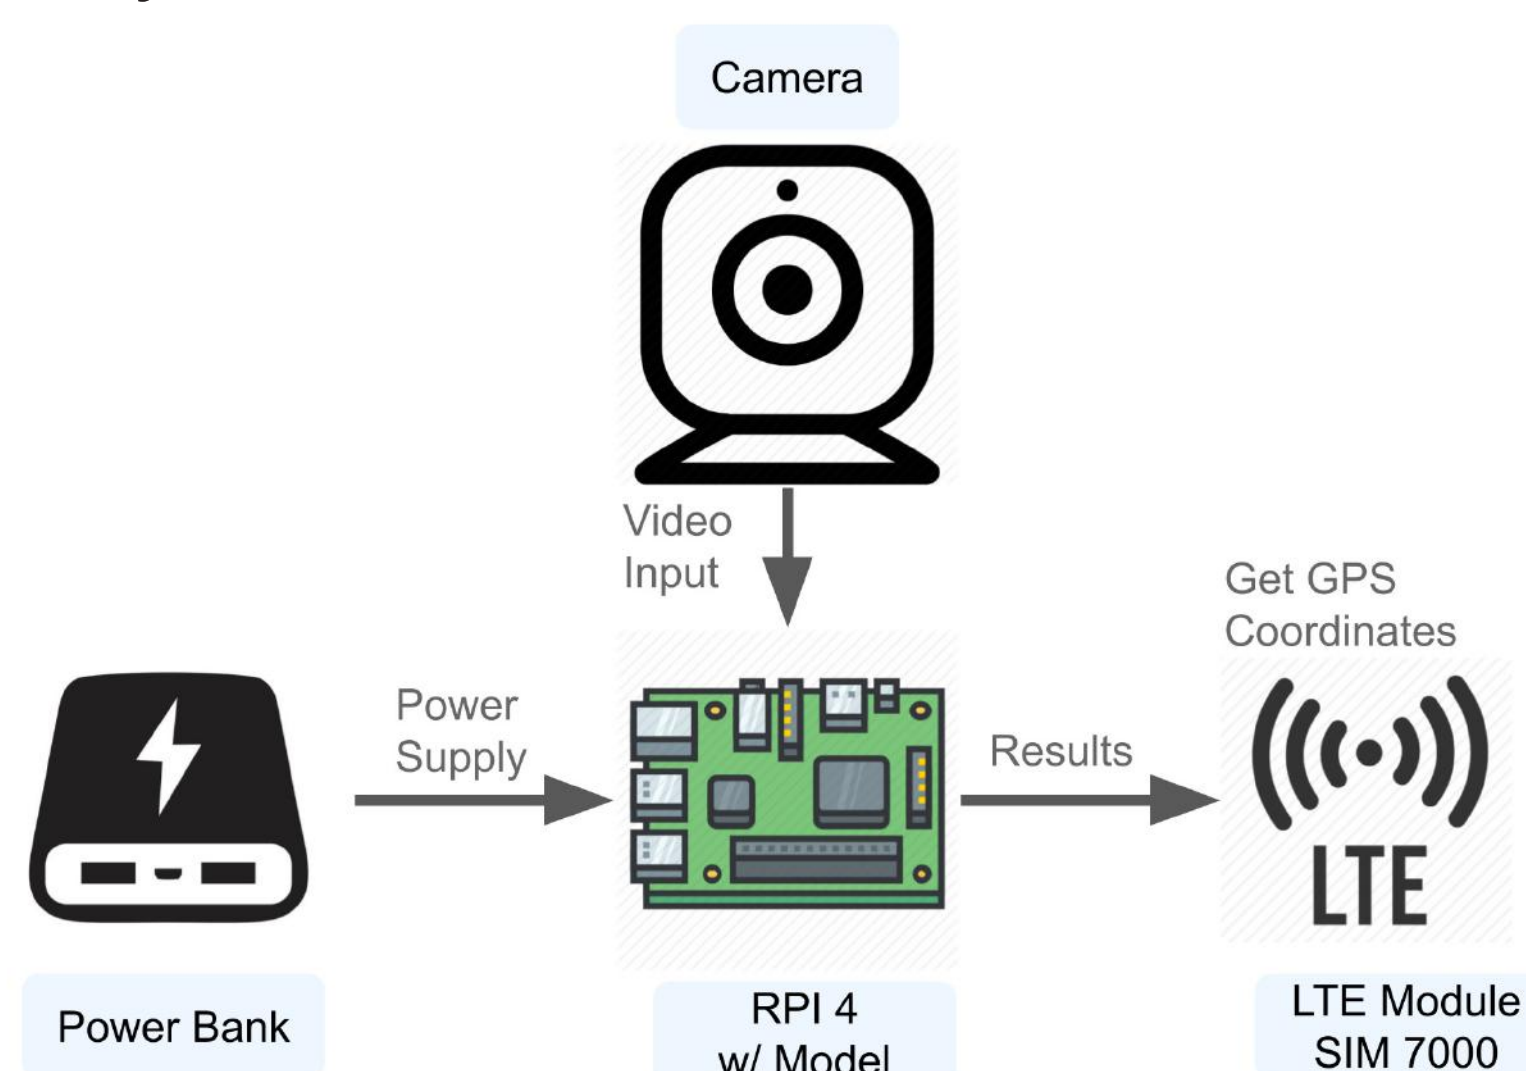 Camera
Video
Input
Get GPS
Coordinates
Power
Supply
Results
LTE
Power Bank
RPI 4
w/ Model
LTE Module
SIM 7000